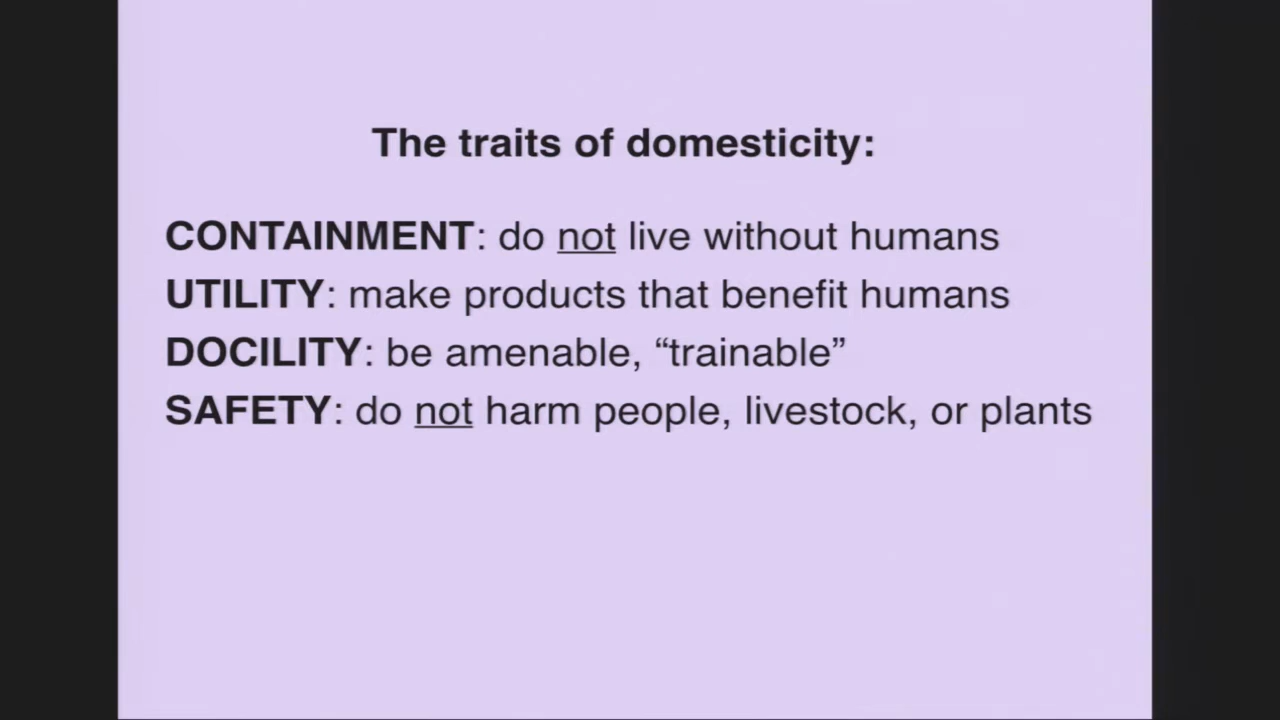 The traits of domesticity:
CONTAINMENT: do not live without humans
UTILITY: make products that benefit humans
DOCILITY: be amenable, “trainable”
SAFETY: do not harm people, livestock, or plants